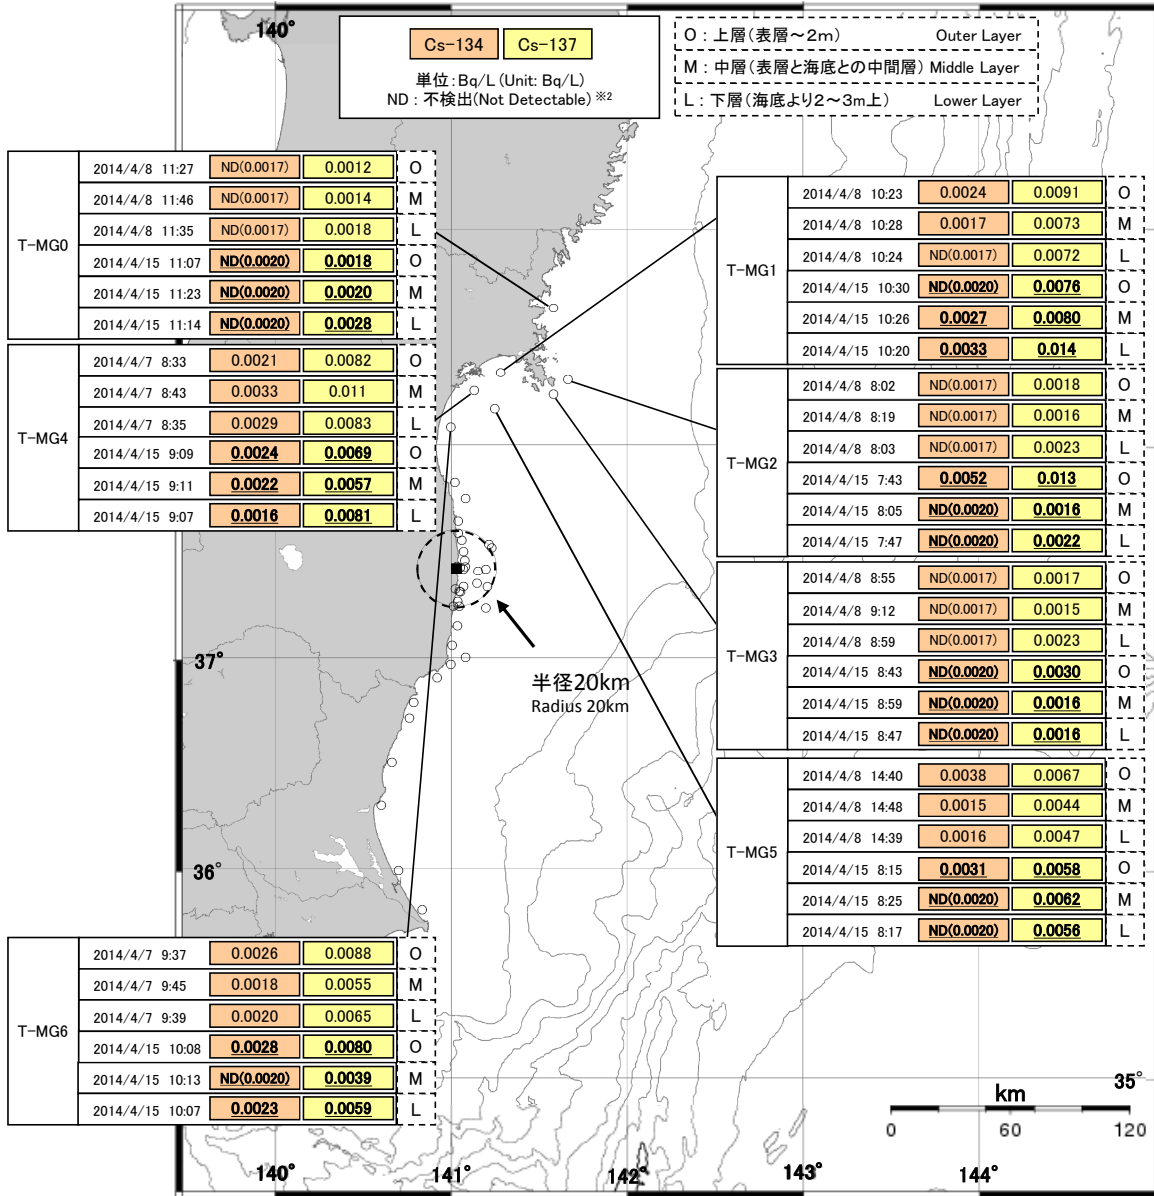 140°
Cs-134 Cs-137
単位:Bq/L (Unit: Bq/L)
ND : 不検出(Not Detectable) ※2
O : 上層(表層～2m) Outer Layer
M : 中層(表層と海底との中間層) Middle Layer
L : 下層(海底より2～3m上) Lower Layer
T-MG0
2014/4/8 11:27 ND(0.0017) 0.0012 O
2014/4/8 11:46 ND(0.0017) 0.0014 M
2014/4/8 11:35 ND(0.0017) 0.0018 L
2014/4/15 11:07 ND(0.0020) 0.0018 O
2014/4/15 11:23 ND(0.0020) 0.0020 M
2014/4/15 11:14 ND(0.0020) 0.0028 L
T-MG4
2014/4/7 8:33 0.0021 0.0082 O
2014/4/7 8:43 0.0033 0.011 M
2014/4/7 8:35 0.0029 0.0083 L
2014/4/15 9:09 0.0024 0.0069 O
2014/4/15 9:11 0.0022 0.0057 M
2014/4/15 9:07 0.0016 0.0081 L
T-MG1
2014/4/8 10:23 0.0024 0.0091 O
2014/4/8 10:28 0.0017 0.0073 M
2014/4/8 10:24 ND(0.0017) 0.0072 L
2014/4/15 10:30 ND(0.0020) 0.0076 O
2014/4/15 10:26 0.0027 0.0080 M
2014/4/15 10:20 0.0033 0.014 L
T-MG2
2014/4/8 8:02 ND(0.0017) 0.0018 O
2014/4/8 8:19 ND(0.0017) 0.0016 M
2014/4/8 8:03 ND(0.0017) 0.0023 L
2014/4/15 7:43 0.0052 0.013 O
2014/4/15 8:05 ND(0.0020) 0.0016 M
2014/4/15 7:47 ND(0.0020) 0.0022 L
T-MG3
2014/4/8 8:55 ND(0.0017) 0.0017 O
2014/4/8 9:12 ND(0.0017) 0.0015 M
2014/4/8 8:59 ND(0.0017) 0.0023 L
2014/4/15 8:43 ND(0.0020) 0.0030 O
2014/4/15 8:59 ND(0.0020) 0.0016 M
2014/4/15 8:47 ND(0.0020) 0.0016 L
T-MG5
2014/4/8 14:40 0.0038 0.0067 O
2014/4/8 14:48 0.0015 0.0044 M
2014/4/8 14:39 0.0016 0.0047 L
2014/4/15 8:15 0.0031 0.0058 O
2014/4/15 8:25 ND(0.0020) 0.0062 M
2014/4/15 8:17 ND(0.0020) 0.0056 L
37°
半径20km
Radius 20km
36°
T-MG6
2014/4/7 9:37 0.0026 0.0088 O
2014/4/7 9:45 0.0018 0.0055 M
2014/4/7 9:39 0.0020 0.0065 L
2014/4/15 10:08 0.0028 0.0080 O
2014/4/15 10:13 ND(0.0020) 0.0039 M
2014/4/15 10:07 0.0023 0.0059 L
35°
km
0 60 120
140° 141° 142° 143° 144°